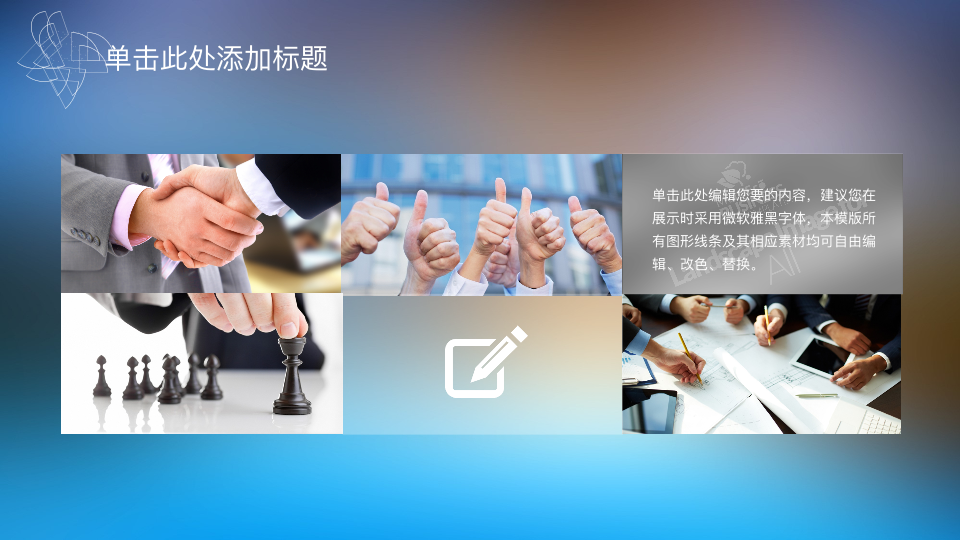 单击此处添加标题
单击此处编辑您要的内容，建议您在
展示时采用微软雅黑字体，本模版所
有图形线条及其相应素材均可自由编
辑、改色、替换。
All